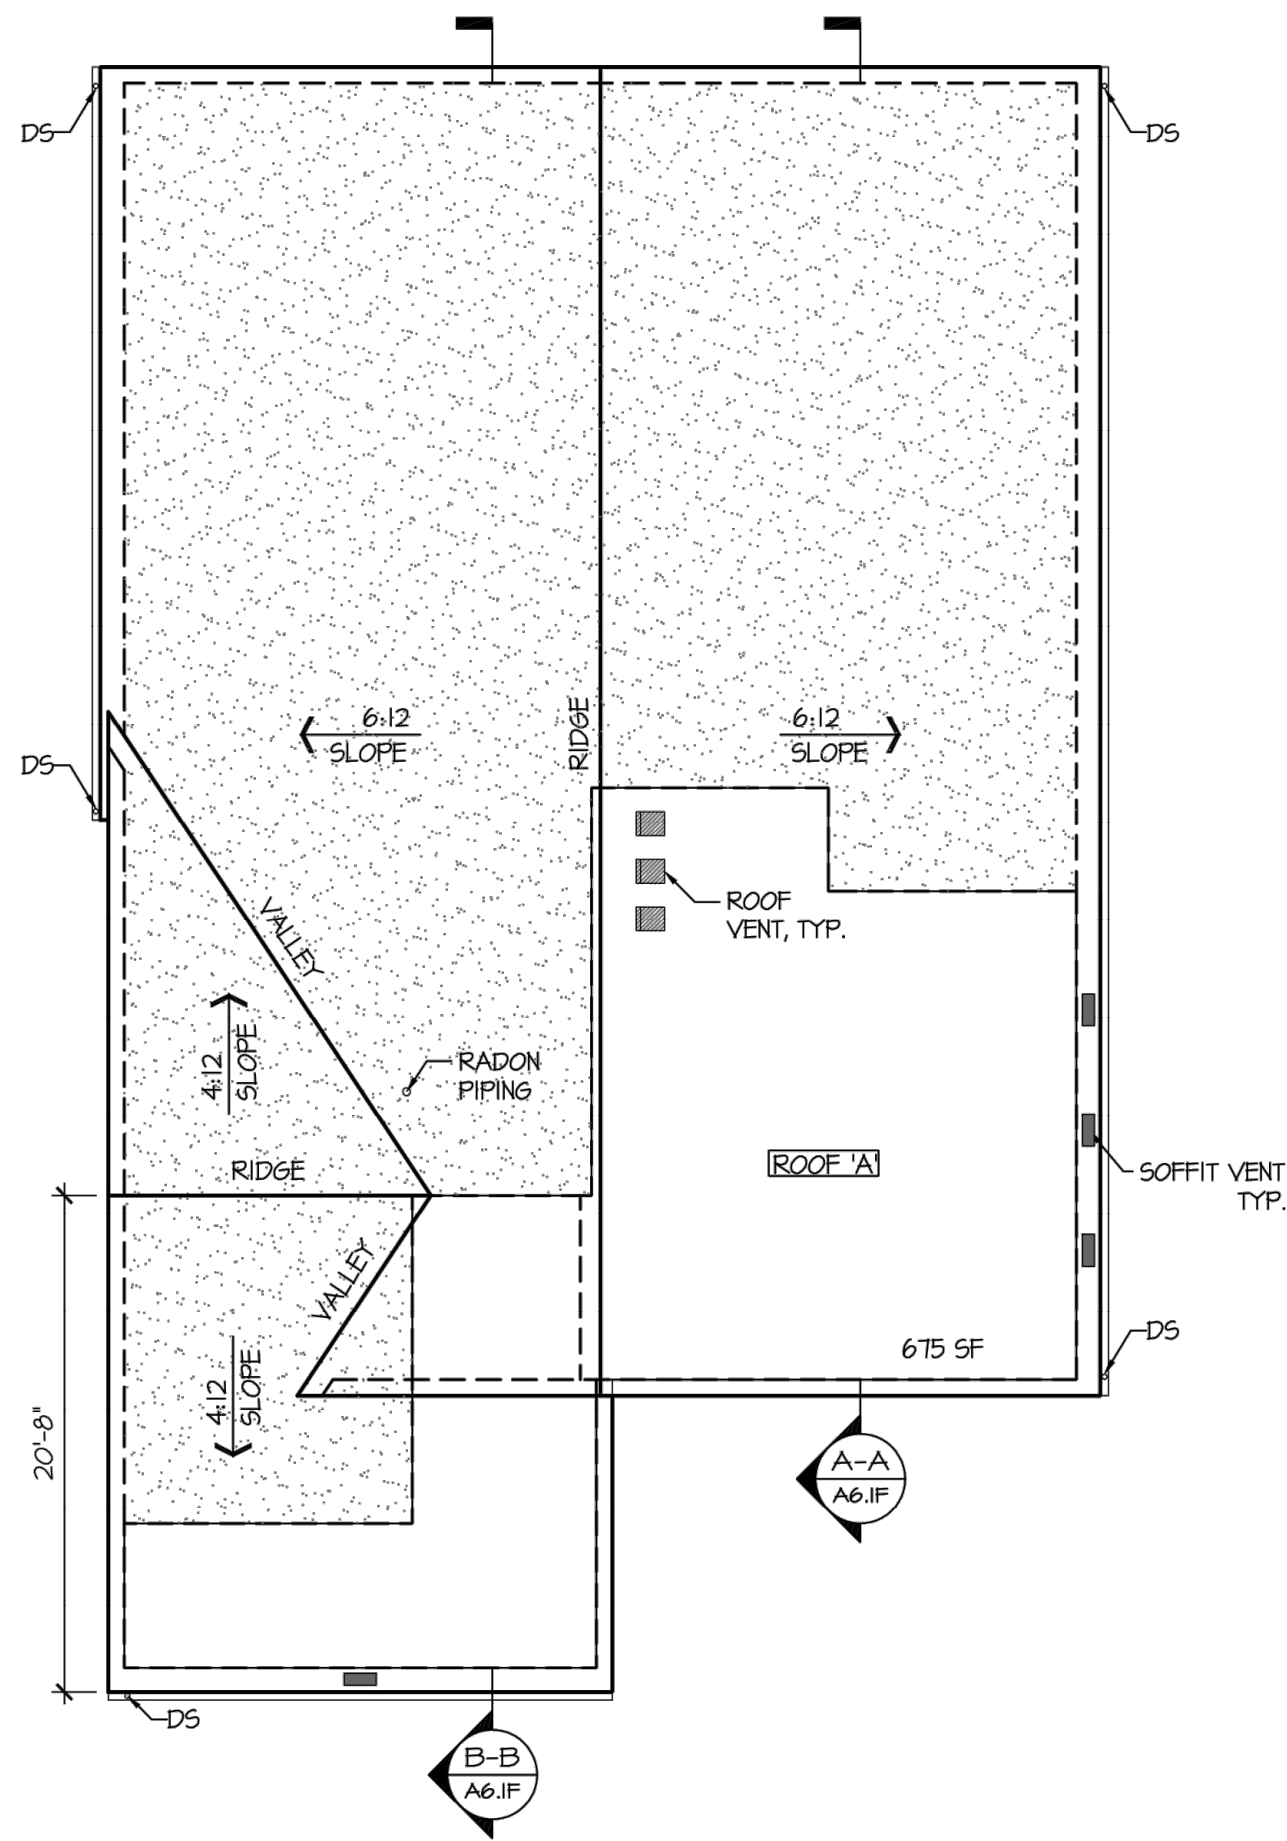 DS
DS
6:12
SLOPE
RIDGE
6:12
SLOPE
DS
ROOF
VENT, TYP.
VALLEY
4:12
SLOPE
RADON
PIPING
RIDGE
ROOF 'A'
SOFFIT VENT
TYP.
VALLEY
675 SF
DS
4:12
SLOPE
20'-8"
A-A
A6.1F
DS
B-B
A6.1F